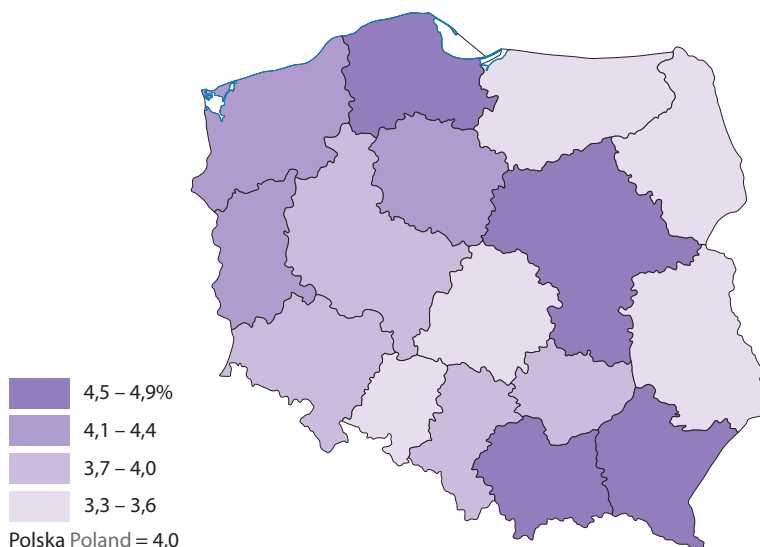 4,5 – 4,9%
4,1 – 4,4
3,7 – 4,0
3,3 – 3,6
Polska Poland = 4,0